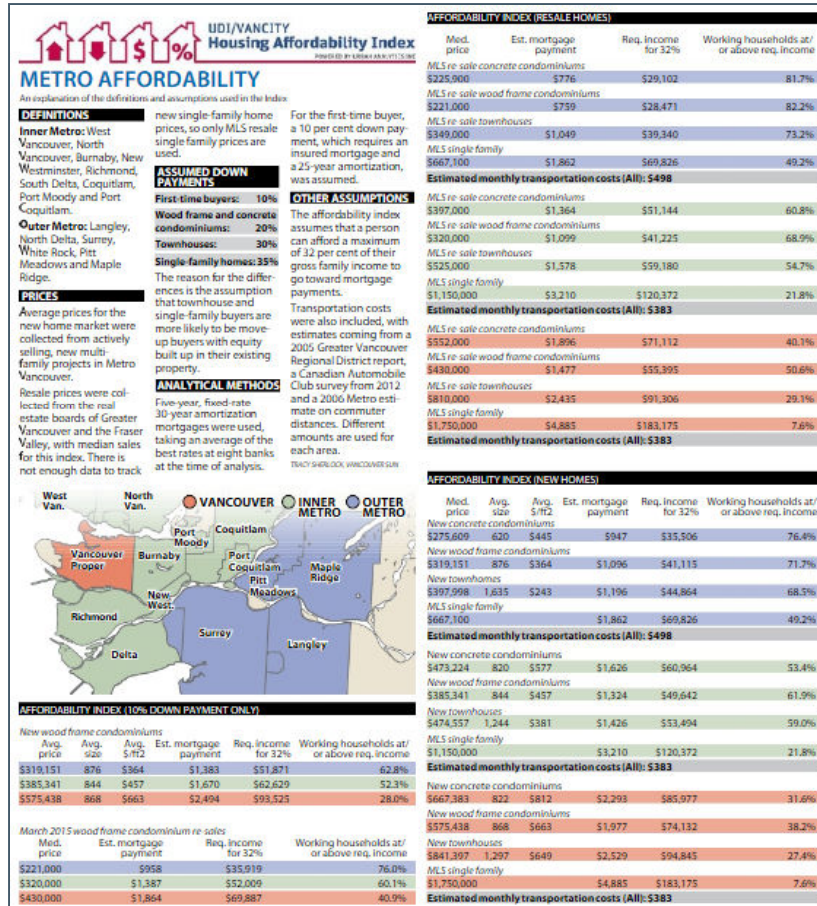 UDI/VANCITY
Housing Affordability Index
METRO AFFORDABILITY
An explanation of the definitions and assumptions used in the Index
DEFINITIONS
Inner Metro: West
Vancouver, North
Vancouver, Burnaby, New
Westminster, Richmond,
South Delta, Coquitlam,
Port Moody and Port
Coquitlam.
Outer Metro: Langley,
North Delta, Surrey,
White Rock, Pitt
Meadows and Maple
Ridge.
PRICES
Average prices for the
new home market were
collected from actively
selling, new multi-
family projects in Metro
Vancouver.
Resale prices were col-
lected from the real
estate boards of Greater
Vancouver and the Fraser
Valley, with median sales
for this index. There is
not enough data to track
new single-family home
prices, so only MLS resale
single family prices are
used.
ASSUMED DOWN
PAYMENTS
First-time buyers: 10%
Wood frame and concrete
condominiums: 20%
Townhouses: 30%
Single-family homes: 35%
The reason for the differ-
ences is the assumption
that townhouse and
single-family buyers are
more likely to be move-
up buyers with equity
built up in their existing
property.
ANALYTICAL METHODS
Five-year, fixed-rate
30-year amortization
mortgages were used,
taking an average of the
best rates at eight banks
at the time of analysis.
For the first-time buyer,
a 10 per cent down pay-
ment, which requires an
insured mortgage and
a 25-year amortization,
was assumed.
OTHER ASSUMPTIONS
The affordability index
assumes that a person
can afford a maximum
of 32 per cent of their
gross family income to
go toward mortgage
payments.
Transportation costs
were also included, with
estimates coming from a
2005 Greater Vancouver
Regional District report,
a Canadian Automobile
Club survey from 2012
and a 2006 Metro esti-
mate on commuter
distances. Different
amounts are used for
each area.
TRACY SHERLOCK, VANCOUVER SUN
VANCOUVER INNER METRO OUTER METRO
West Van.
North Van.
Port Moody
Coquitlam
Vancouver Proper
Burnaby
Port Coquitlam
Pitt Meadows
Maple Ridge
New West.
Richmond
Surrey
Langley
Delta
AFFORDABILITY INDEX (10% DOWN PAYMENT ONLY)
New wood frame condominiums
Avg. price Avg. size Avg. $/ft2 Est. mortgage payment Req. income for 32% Working households at/ or above req. income
$319,151 876 $364 $1,383 $51,871 62.8%
$385,341 844 $457 $1,670 $62,629 52.3%
$575,438 868 $663 $2,494 $93,525 28.0%
March 2015 wood frame condominium re-sales
Med. price Est. mortgage payment Req. income for 32% Working households at/ or above req. income
$221,000 $958 $35,919 76.0%
$320,000 $1,387 $52,009 60.1%
$430,000 $1,864 $69,887 40.9%
AFFORDABILITY INDEX (RESALE HOMES)
Med. price Est. mortgage payment Req. income for 32% Working households at/ or above req. income
MLS re-sale concrete condominiums
$225,900 $776 $29,102 81.7%
MLS re-sale wood frame condominiums
$221,000 $759 $28,471 82.2%
MLS re-sale townhouses
$349,000 $1,049 $39,340 73.2%
MLS single family
$667,100 $1,862 $69,826 49.2%
Estimated monthly transportation costs (All): $498
MLS re-sale concrete condominiums
$397,000 $1,364 $51,144 60.8%
MLS re-sale wood frame condominiums
$320,000 $1,099 $41,225 68.9%
MLS re-sale townhouses
$525,000 $1,578 $59,180 54.7%
MLS single family
$1,150,000 $3,210 $120,372 21.8%
Estimated monthly transportation costs (All): $383
MLS re-sale concrete condominiums
$552,000 $1,896 $71,112 40.1%
MLS re-sale wood frame condominiums
$430,000 $1,477 $55,395 50.6%
MLS re-sale townhouses
$810,000 $2,435 $91,306 29.1%
MLS single family
$1,750,000 $4,885 $183,175 7.6%
Estimated monthly transportation costs (All): $383
AFFORDABILITY INDEX (NEW HOMES)
Med. price Avg. size Avg. $/ft2 Est. mortgage payment Req. income for 32% Working households at/ or above req. income
New concrete condominiums
$275,609 620 $445 $947 $35,506 76.4%
New wood frame condominiums
$319,151 876 $364 $1,096 $41,115 71.7%
New townhomes
$397,998 1,635 $243 $1,196 $44,864 68.5%
MLS single family
$667,100 $1,862 $69,826 49.2%
Estimated monthly transportation costs (All): $498
New concrete condominiums
$473,224 820 $577 $1,626 $60,964 53.4%
New wood frame condominiums
$385,341 844 $457 $1,324 $49,642 61.9%
New townhouses
$474,557 1,244 $381 $1,426 $53,494 59.0%
MLS single family
$1,150,000 $3,210 $120,372 21.8%
Estimated monthly transportation costs (All): $383
New concrete condominiums
$667,383 822 $812 $2,293 $85,977 31.6%
New wood frame condominiums
$575,438 868 $663 $1,977 $74,132 38.2%
New townhouses
$841,397 1,297 $649 $2,529 $94,845 27.4%
MLS single family
$1,750,000 $4,885 $183,175 7.6%
Estimated monthly transportation costs (All): $383